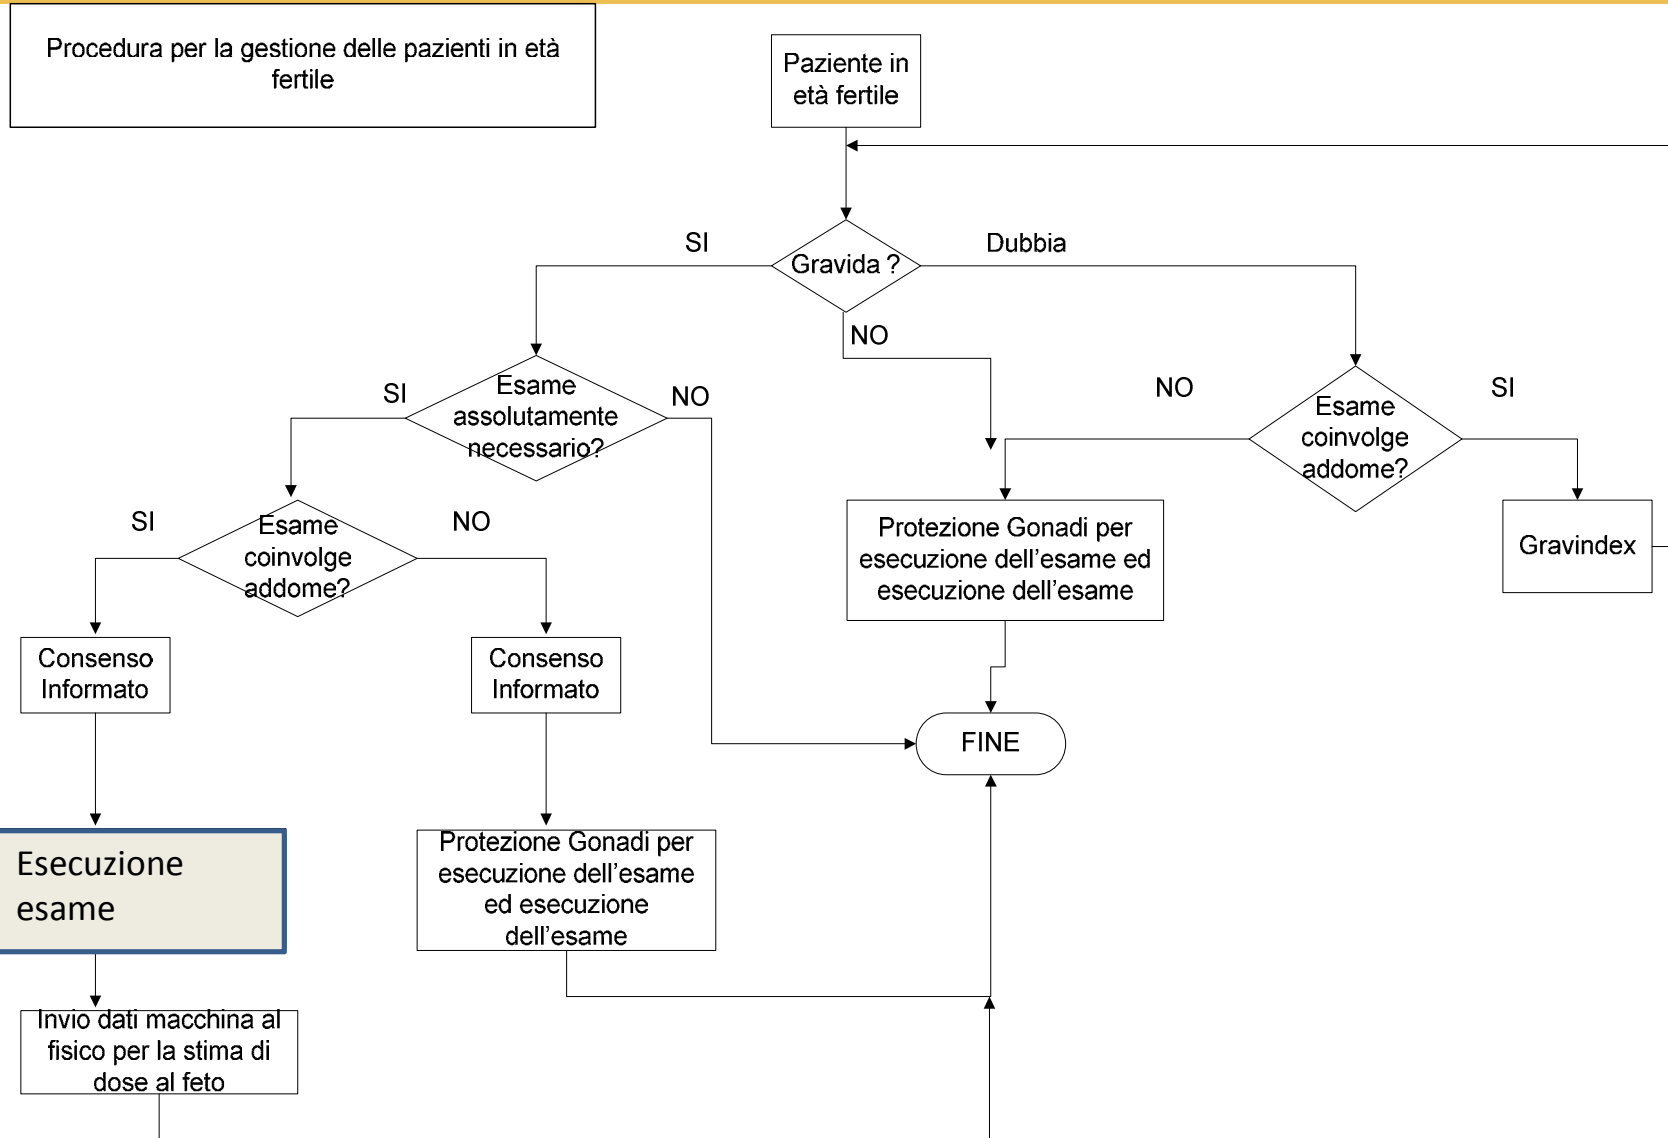 Procedura per la gestione delle pazienti in età
fertile
Paziente in
età fertile
SI
Gravida ?
Dubbia
NO
SI
Esame
assolutamente
necessario?
NO
NO
Esame
coinvolge
addome?
SI
SI
Esame
coinvolge
addome?
NO
Protezione Gonadi per
esecuzione dell'esame ed
esecuzione dell'esame
Gravindex
Consenso
Informato
Consenso
Informato
FINE
Esecuzione
esame
Protezione Gonadi per
esecuzione dell'esame
ed esecuzione
dell'esame
Invio dati macchina al
fisico per la stima di
dose al feto